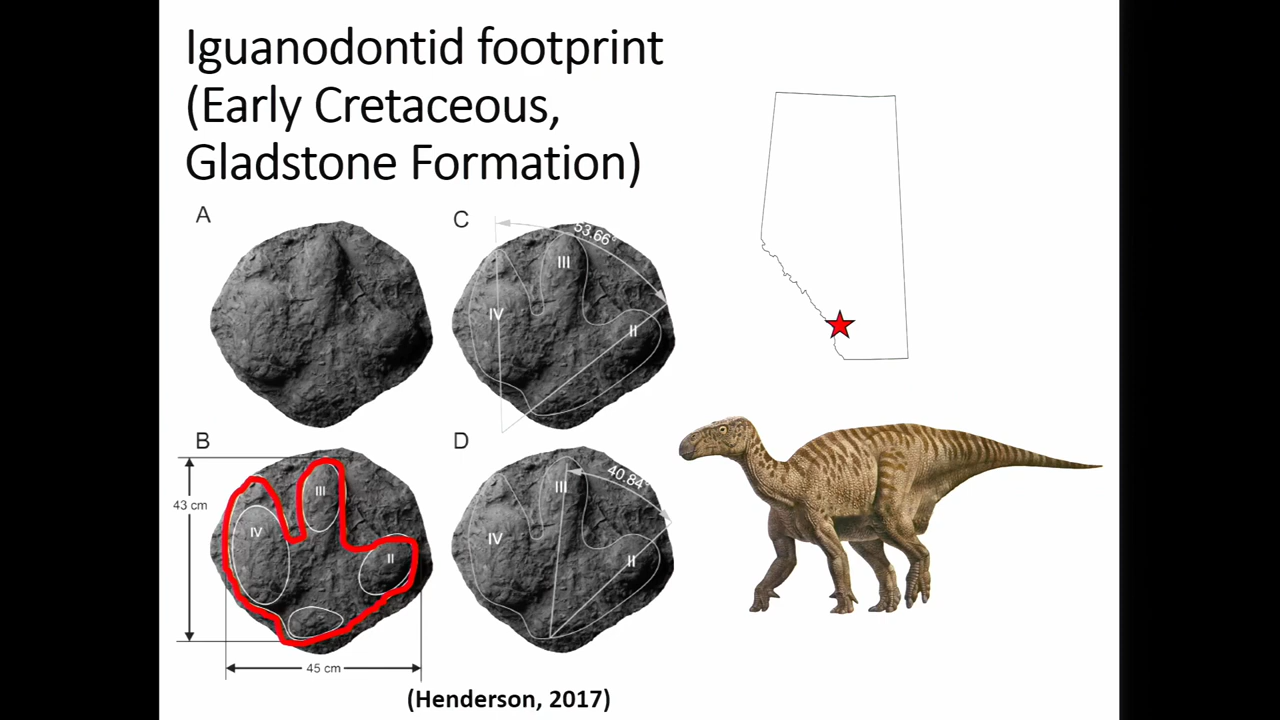 Iguanodontid footprint
(Early Cretaceous,
Gladstone Formation)
A
C
53.66°
III
IV
II
B
D
43 cm
III
IV
II
40.84°
III
IV
II
45 cm
(Henderson, 2017)